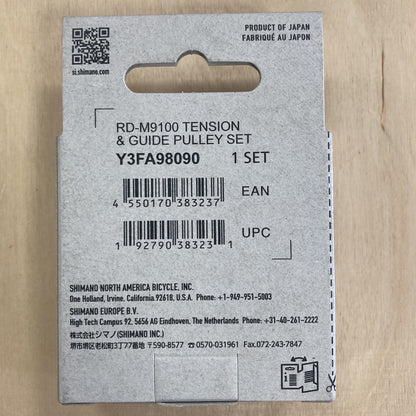 PRODUCT OF JAPAN
FABRIQUÉ AU JAPON
si.shimano.com
RD-M9100 TENSION
& GUIDE PULLEY SET
Y3FA98090 1 SET
EAN
4 550170 383237
UPC
1 92790 38323 1
SHIMANO NORTH AMERICA BICYCLE, INC.
One Holland, Irvine, California 92618, U.S.A. Phone: +1-949-951-5003
SHIMANO EUROPE B.V.
High Tech Campus 92, 5656 AG Eindhoven, The Netherlands Phone: +31-40-261-2222
株式会社シマノ(SHIMANO INC.)
堺市堺区老松町3丁77番地 〒590-8577 ☎0570-031961 Fax.072-243-7847